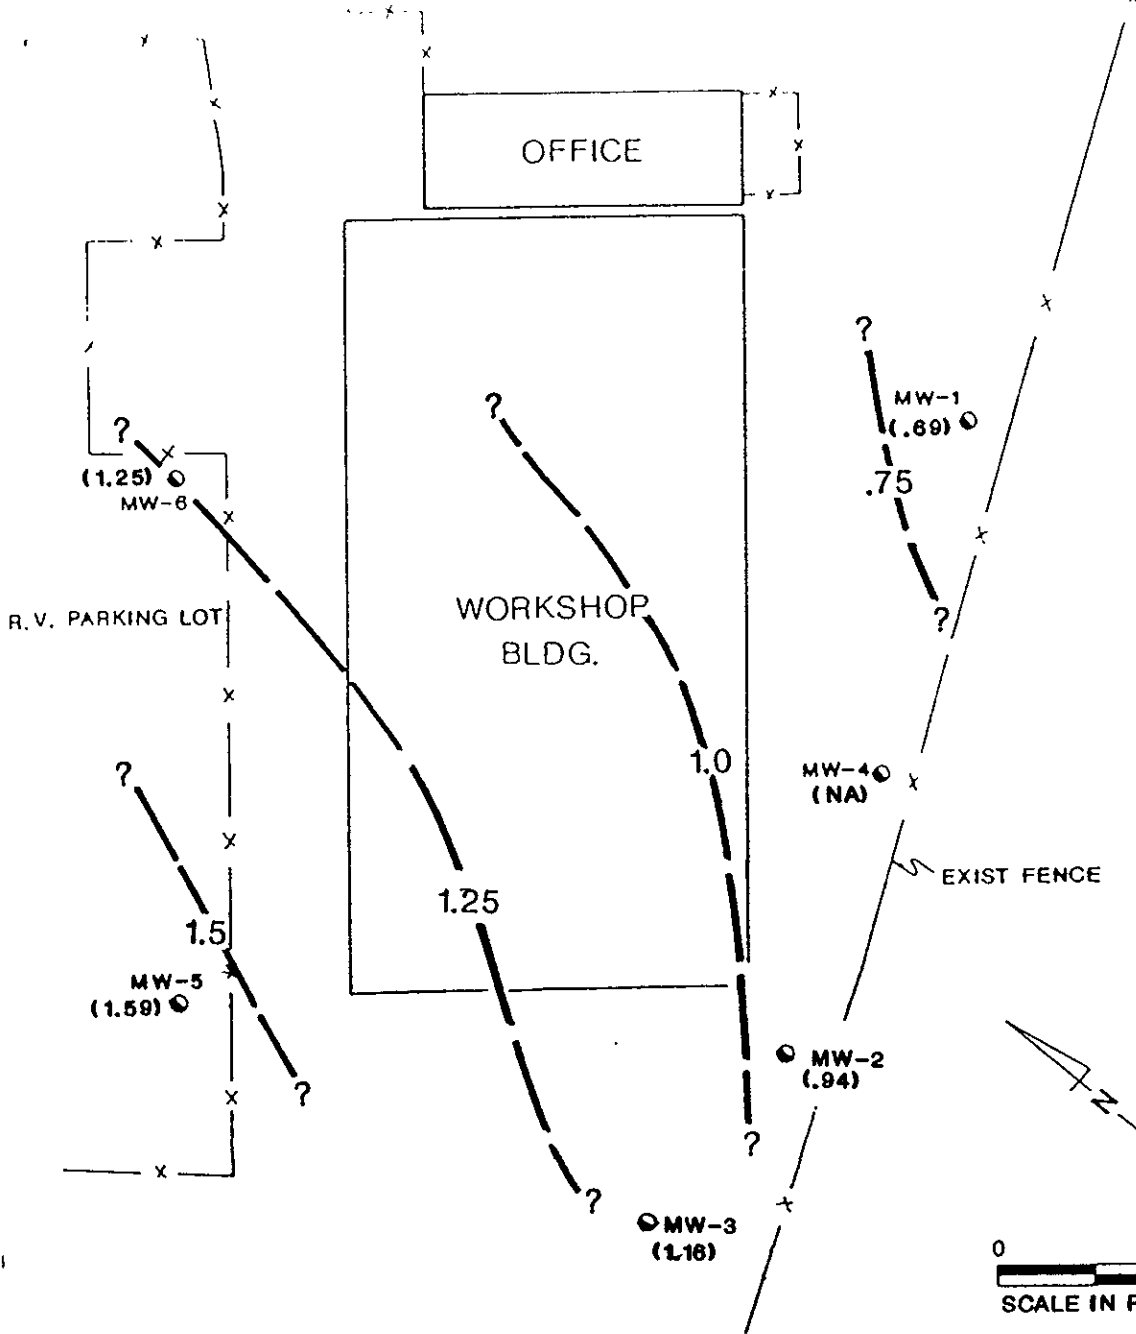 OFFICE
?
MW-1
(.69)
?
?
(1.25)
MW-6
.75
WORKSHOP
BLDG.
R.V. PARKING LOT
?
1.0
?
MW-4
(NA)
EXIST FENCE
1.25
1.5
MW-5
(1.59)
MW-2
(.94)
?
N
?
?
MW-3
(1.16)
0
SCALE IN